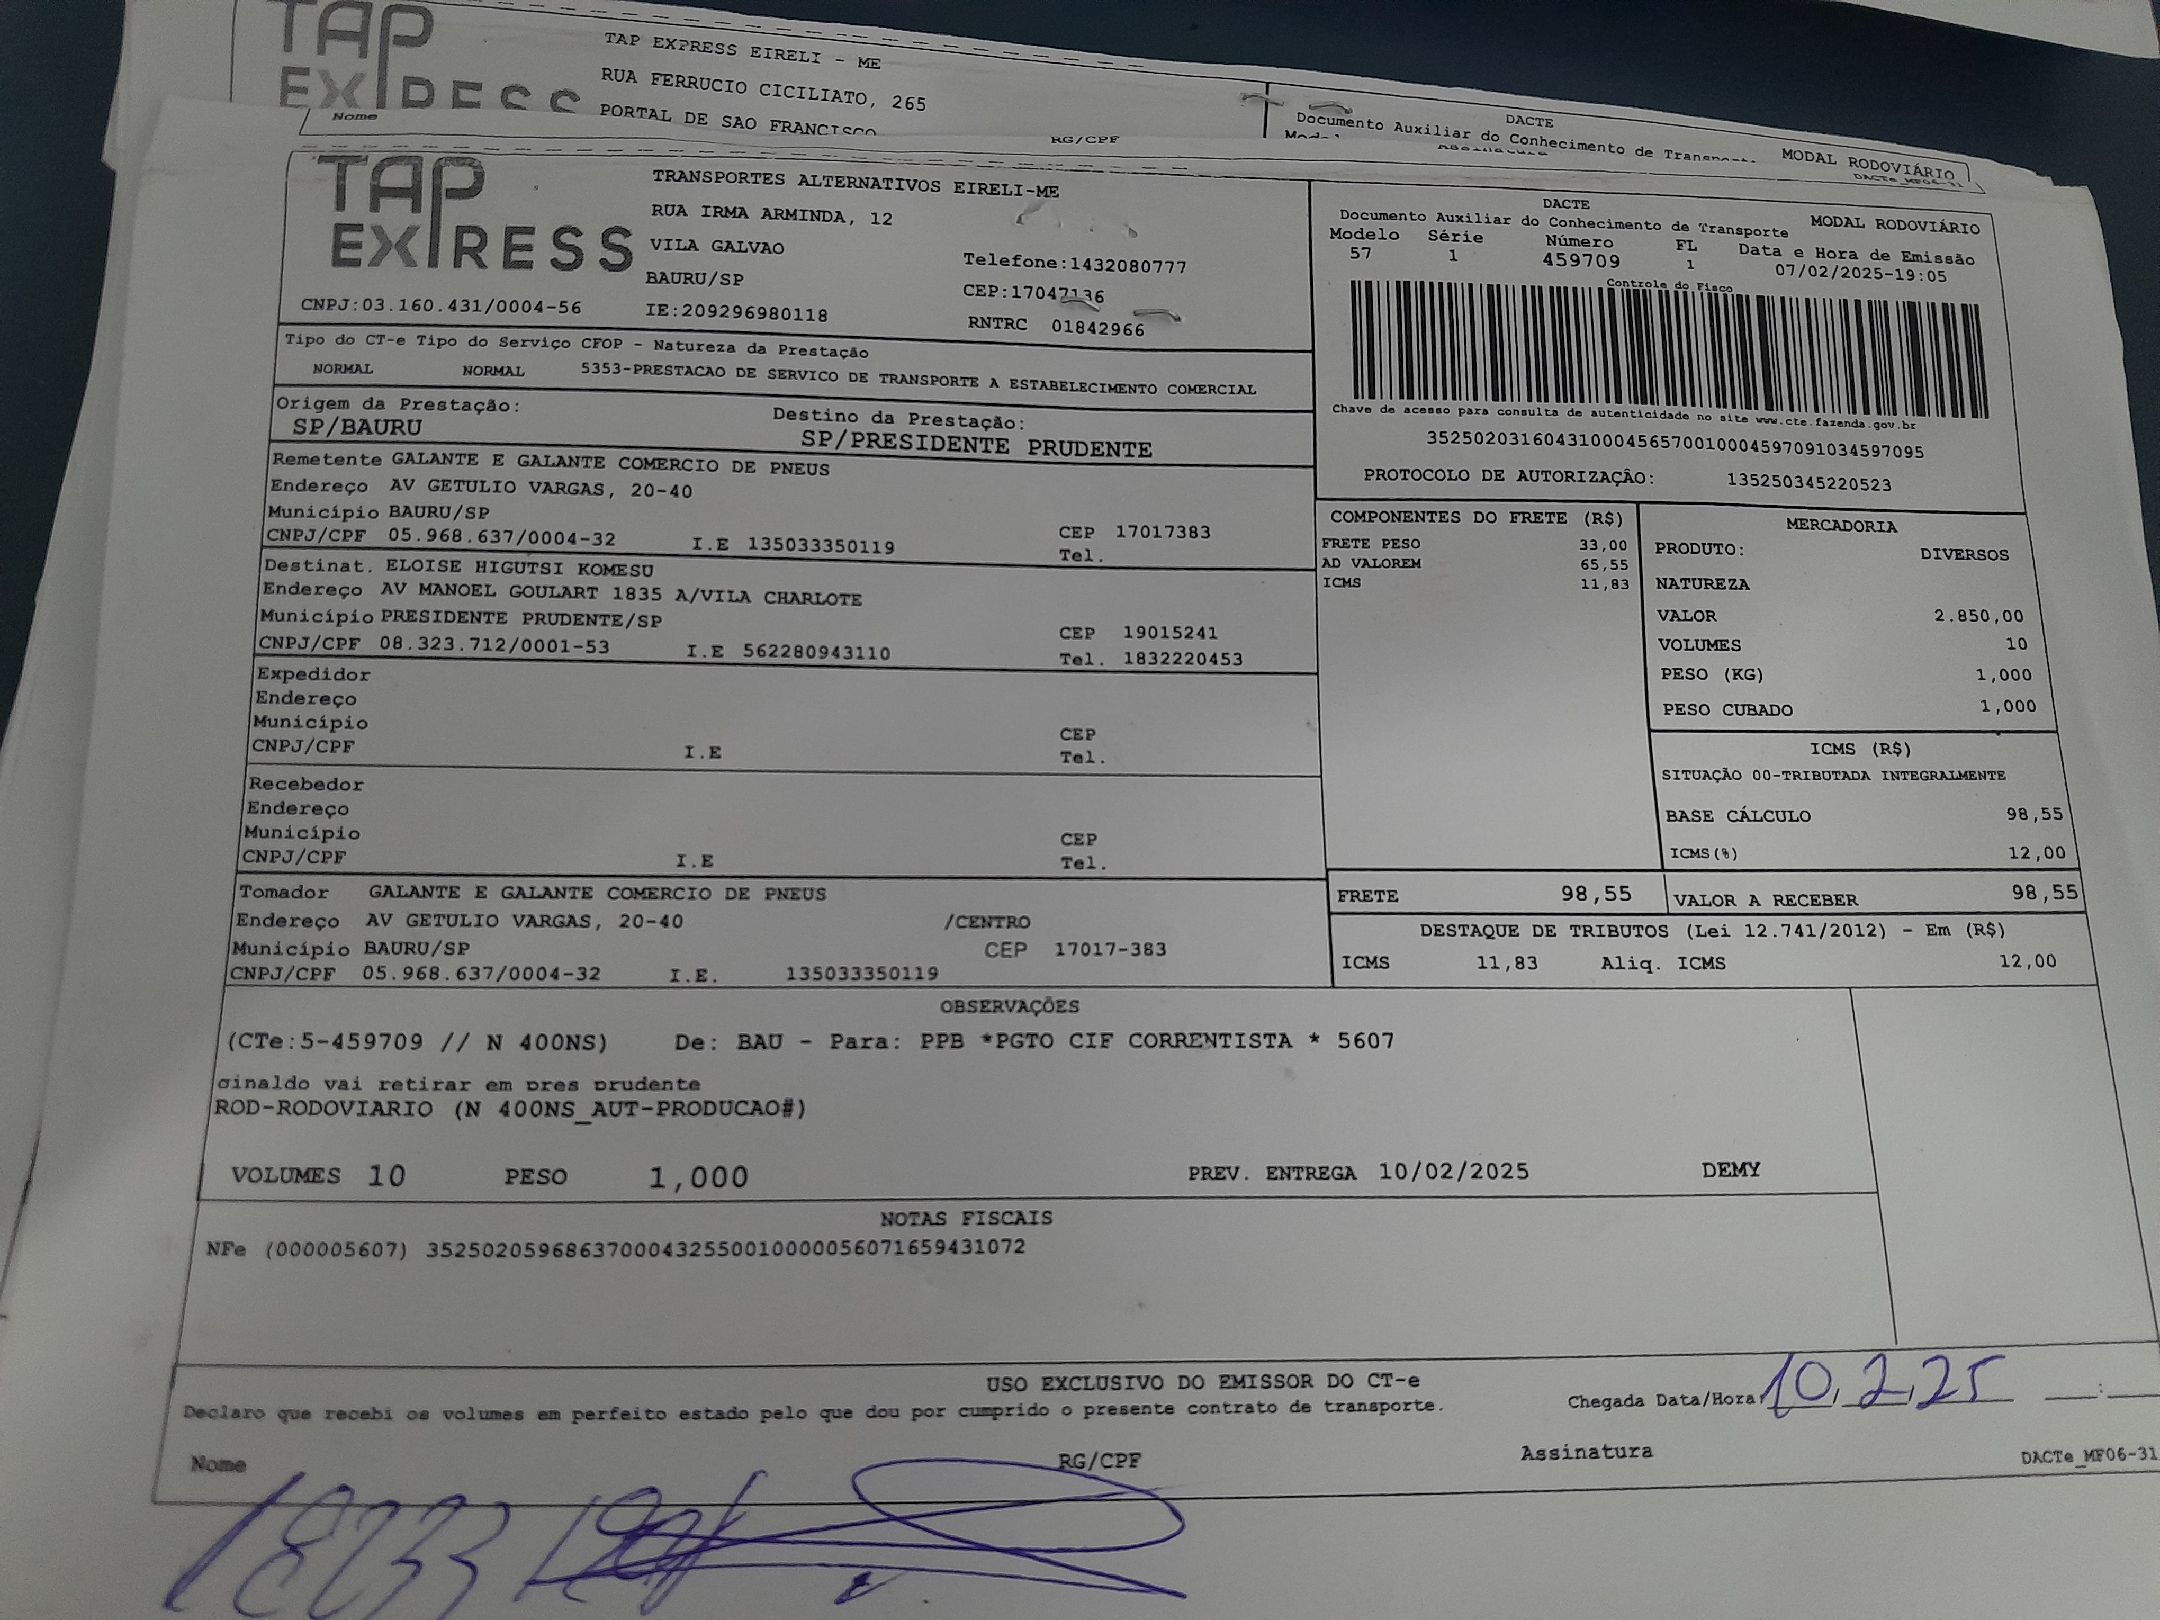 TAP
EXPRESS
TAP EXPRESS EIRELI - ME
RUA FERRUCIO CICILIATO, 265
PORTAL DE SAO FRANCISCO
DACTE
Documento Auxiliar do Conhecimento de Transporte
MODAL RODOVIÁRIO
Nome
RG/CPF
Assinatura
DACTe_MF06-31
TAP
EXPRESS
TRANSPORTES ALTERNATIVOS EIRELI-ME
RUA IRMA ARMINDA, 12
VILA GALVAO
BAURU/SP
Telefone:1432080777
CEP:17047136
CNPJ:03.160.431/0004-56
IE:209296980118
RNTRC 01842966
DACTE
Documento Auxiliar do Conhecimento de Transporte
MODAL RODOVIÁRIO
Modelo Série Número FL Data e Hora de Emissão
57 1 459709 1 07/02/2025-19:05
Controle do Fisco
Chave de acesso para consulta de autenticidade no site www.cte.fazenda.gov.br
35250203160431000456570010004597091034597095
PROTOCOLO DE AUTORIZAÇÃO: 135250345220523
Tipo do CT-e Tipo do Serviço CFOP - Natureza da Prestação
NORMAL NORMAL 5353-PRESTACAO DE SERVICO DE TRANSPORTE A ESTABELECIMENTO COMERCIAL
Origem da Prestação: Destino da Prestação:
SP/BAURU SP/PRESIDENTE PRUDENTE
Remetente GALANTE E GALANTE COMERCIO DE PNEUS
Endereço AV GETULIO VARGAS, 20-40
Município BAURU/SP CEP 17017383
CNPJ/CPF 05.968.637/0004-32 I.E 135033350119 Tel.
Destinat. ELOISE HIGUTSI KOMESU
Endereço AV MANOEL GOULART 1835 A/VILA CHARLOTE
Município PRESIDENTE PRUDENTE/SP CEP 19015241
CNPJ/CPF 08.323.712/0001-53 I.E 562280943110 Tel. 1832220453
Expedidor
Endereço
Município CEP
CNPJ/CPF I.E Tel.
Recebedor
Endereço
Município CEP
CNPJ/CPF I.E Tel.
Tomador GALANTE E GALANTE COMERCIO DE PNEUS
Endereço AV GETULIO VARGAS, 20-40 /CENTRO
Município BAURU/SP CEP 17017-383
CNPJ/CPF 05.968.637/0004-32 I.E. 135033350119
COMPONENTES DO FRETE (R$)
FRETE PESO 33,00
AD VALOREM 65,55
ICMS 11,83
MERCADORIA
PRODUTO: DIVERSOS
NATUREZA
VALOR 2.850,00
VOLUMES 10
PESO (KG) 1,000
PESO CUBADO 1,000
ICMS (R$)
SITUAÇÃO 00-TRIBUTADA INTEGRALMENTE
BASE CÁLCULO 98,55
ICMS(%) 12,00
FRETE 98,55 VALOR A RECEBER 98,55
DESTAQUE DE TRIBUTOS (Lei 12.741/2012) - Em (R$)
ICMS 11,83 Aliq. ICMS 12,00
OBSERVAÇÕES
(CTe:5-459709 // N 400NS) De: BAU - Para: PPB *PGTO CIF CORRENTISTA * 5607
ginaldo vai retirar em pres prudente
ROD-RODOVIARIO (N 400NS_AUT-PRODUCAO#)
VOLUMES 10 PESO 1,000 PREV. ENTREGA 10/02/2025 DEMY
NOTAS FISCAIS
NFe (000005607) 35250205968637000432550010000056071659431072
USO EXCLUSIVO DO EMISSOR DO CT-e
Declaro que recebi os volumes em perfeito estado pelo que dou por cumprido o presente contrato de transporte.
Chegada Data/Hora 10,2,25 :
Nome RG/CPF Assinatura DACTe_MF06-31